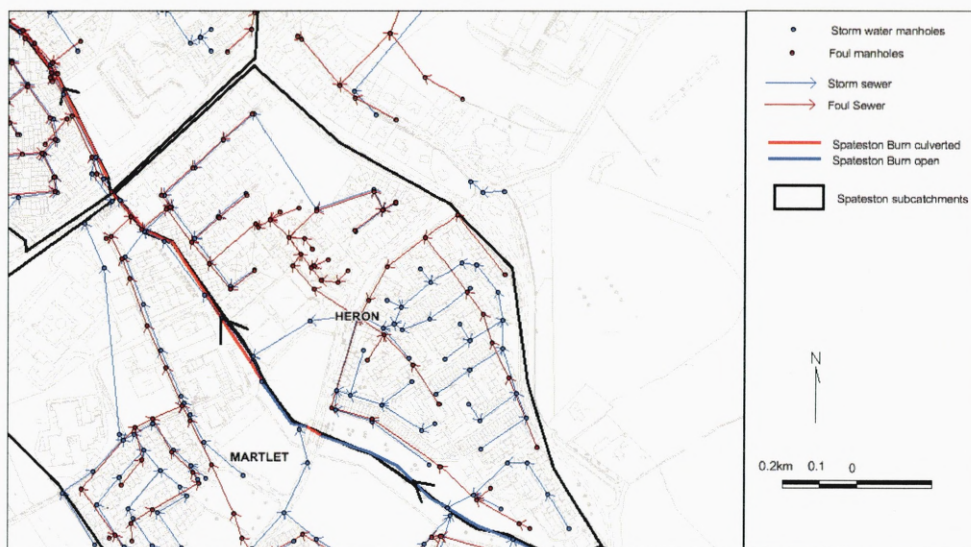 HERON
MARTLET
Storm water manholes
Foul manholes
Storm sewer
Foul Sewer
Spateston Burn culverted
Spateston Burn open
Spateston subcatchments
N
0.2km 0.1 0